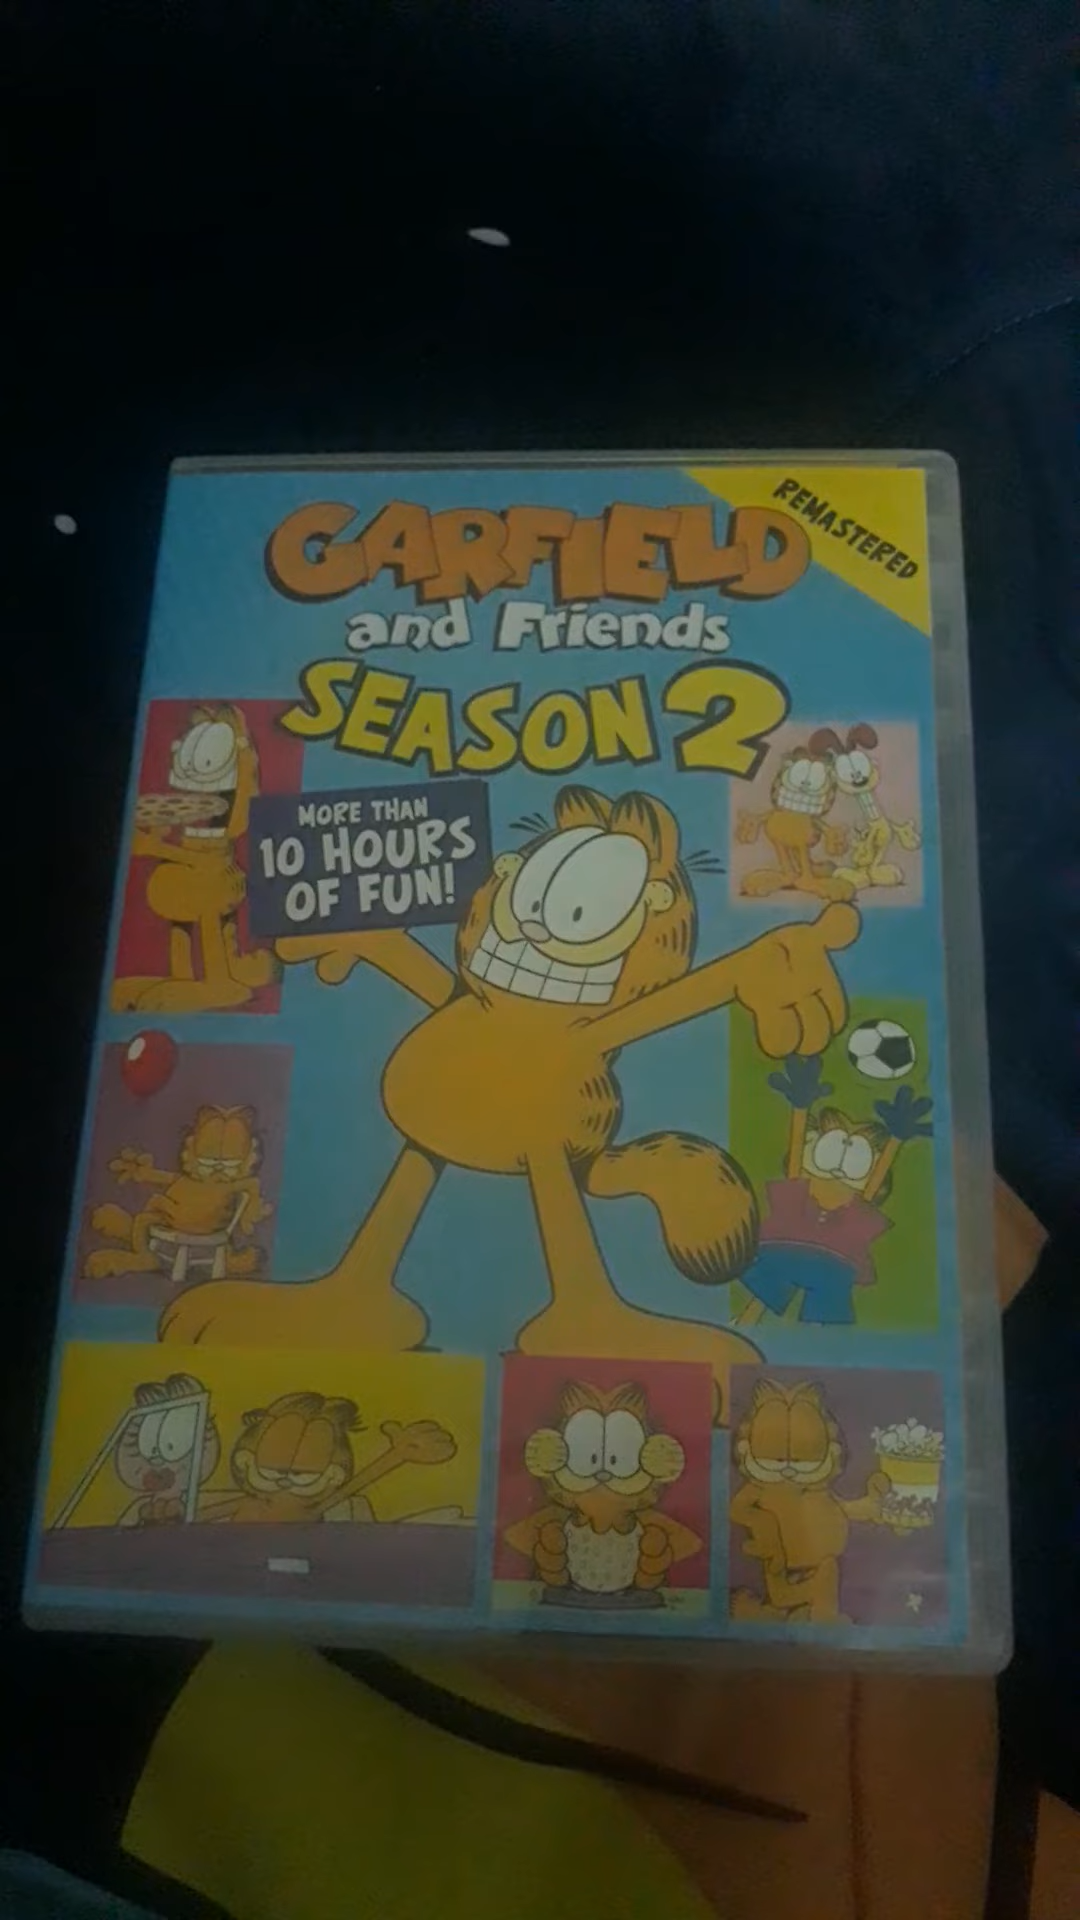 REMASTERED
GARFIELD
and Friends
SEASON 2
MORE THAN
10 HOURS
OF FUN!